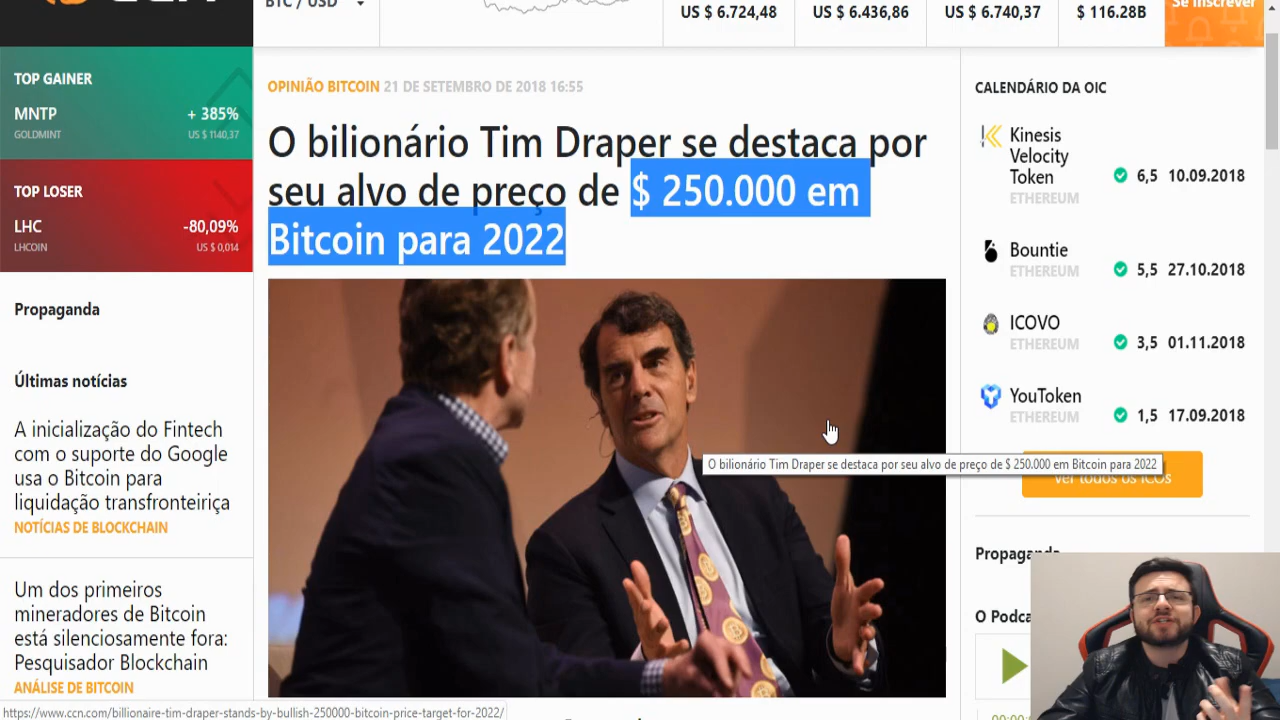 CCN
BTC / USD
US $ 6.724,48
US $ 6.436,86
US $ 6.740,37
$ 116.28B
Se inscrever
TOP GAINER
MNTP
+ 385%
GOLDMINT
US $ 1140,37
TOP LOSER
LHC
-80,09%
LHCOIN
US $ 0,014
Propaganda
Últimas notícias
A inicialização do Fintech
com o suporte do Google
usa o Bitcoin para
liquidação transfronteiriça
NOTÍCIAS DE BLOCKCHAIN
Um dos primeiros
mineradores de Bitcoin
está silenciosamente fora:
Pesquisador Blockchain
ANÁLISE DE BITCOIN
OPINIÃO BITCOIN 21 DE SETEMBRO DE 2018 16:55
O bilionário Tim Draper se destaca por
seu alvo de preço de $ 250.000 em
Bitcoin para 2022
O bilionário Tim Draper se destaca por seu alvo de preço de $ 250.000 em Bitcoin para 2022
CALENDÁRIO DA OIC
Kinesis
Velocity
Token
ETHEREUM
6,5 10.09.2018
Bountie
ETHEREUM
5,5 27.10.2018
ICOVO
ETHEREUM
3,5 01.11.2018
YouToken
ETHEREUM
1,5 17.09.2018
Ver todos os ICOs
Propaganda
O Podca
https://www.ccn.com/billionaire-tim-draper-stands-by-bullish-250000-bitcoin-price-target-for-2022/